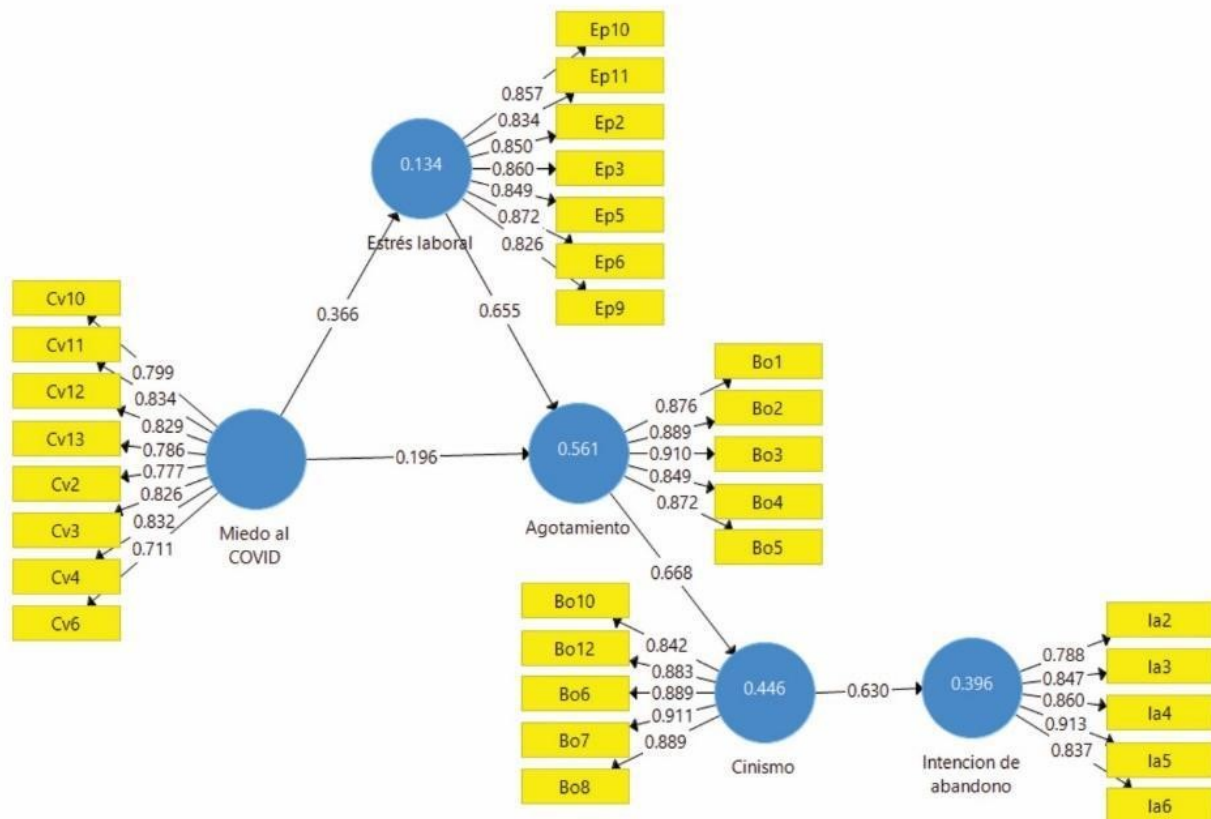 Ep10
Ep11
Ep2
Ep3
Ep5
Ep6
Ep9
0.857
0.834
0.850
0.860
0.849
0.872
0.826
0.134
Estrés laboral
0.366
0.655
Cv10
Cv11
Cv12
Cv13
Cv2
Cv3
Cv4
Cv6
0.799
0.834
0.829
0.786
0.777
0.826
0.832
0.711
Miedo al
COVID
0.196
0.561
Agotamiento
0.876
0.889
0.910
0.849
0.872
Bo1
Bo2
Bo3
Bo4
Bo5
0.668
Bo10
Bo12
Bo6
Bo7
Bo8
0.842
0.883
0.889
0.911
0.889
0.446
Cinismo
0.630
0.396
Intencion de
abandono
0.788
0.847
0.860
0.913
0.837
Ia2
Ia3
Ia4
Ia5
Ia6